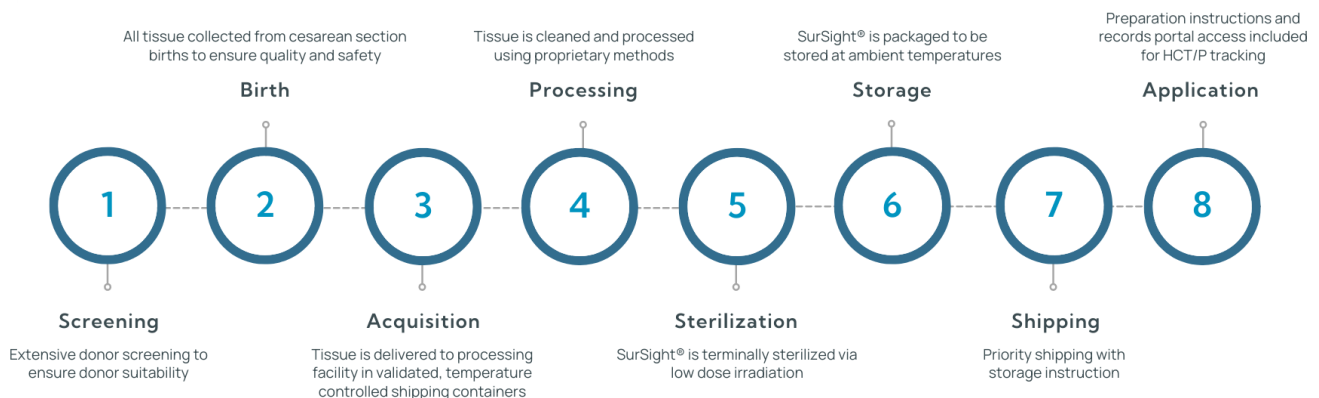 All tissue collected from cesarean section
births to ensure quality and safety
Birth
Tissue is cleaned and processed
using proprietary methods
Processing
SurSight® is packaged to be
stored at ambient temperatures
Storage
Preparation instructions and
records portal access included
for HCT/P tracking
Application
1
2
3
4
5
6
7
8
Screening
Extensive donor screening to
ensure donor suitability
Acquisition
Tissue is delivered to processing
facility in validated, temperature
controlled shipping containers
Sterilization
SurSight® is terminally sterilized via
low dose irradiation
Shipping
Priority shipping with
storage instruction